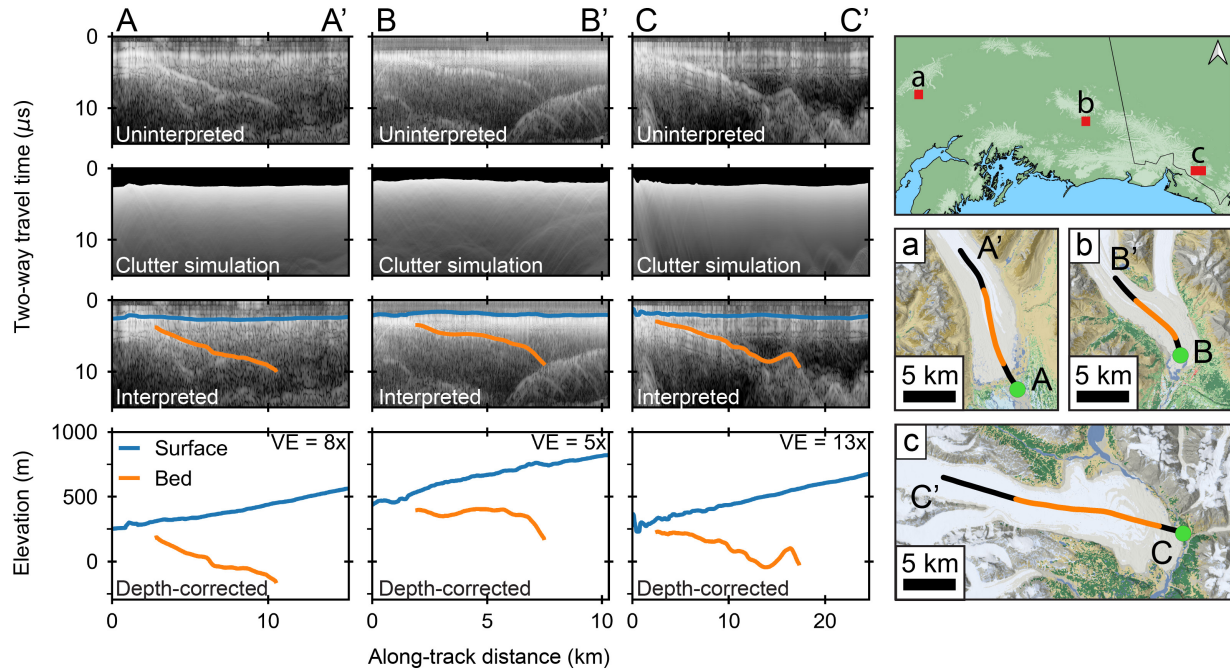 A A’ B B’ C C’
Two-way travel time (µs)
0
10
Uninterpreted
Uninterpreted
Uninterpreted
0
10
Clutter simulation
Clutter simulation
Clutter simulation
0
10
Interpreted
Interpreted
Interpreted
Elevation (m)
1000
500
0
VE = 8x
Surface
Bed
Depth-corrected
VE = 5x
Depth-corrected
VE = 13x
Depth-corrected
0 10
0 5 10
0 10 20
Along-track distance (km)
a
b
c
a
A’
A
5 km
b
B’
B
5 km
c
C’
C
5 km